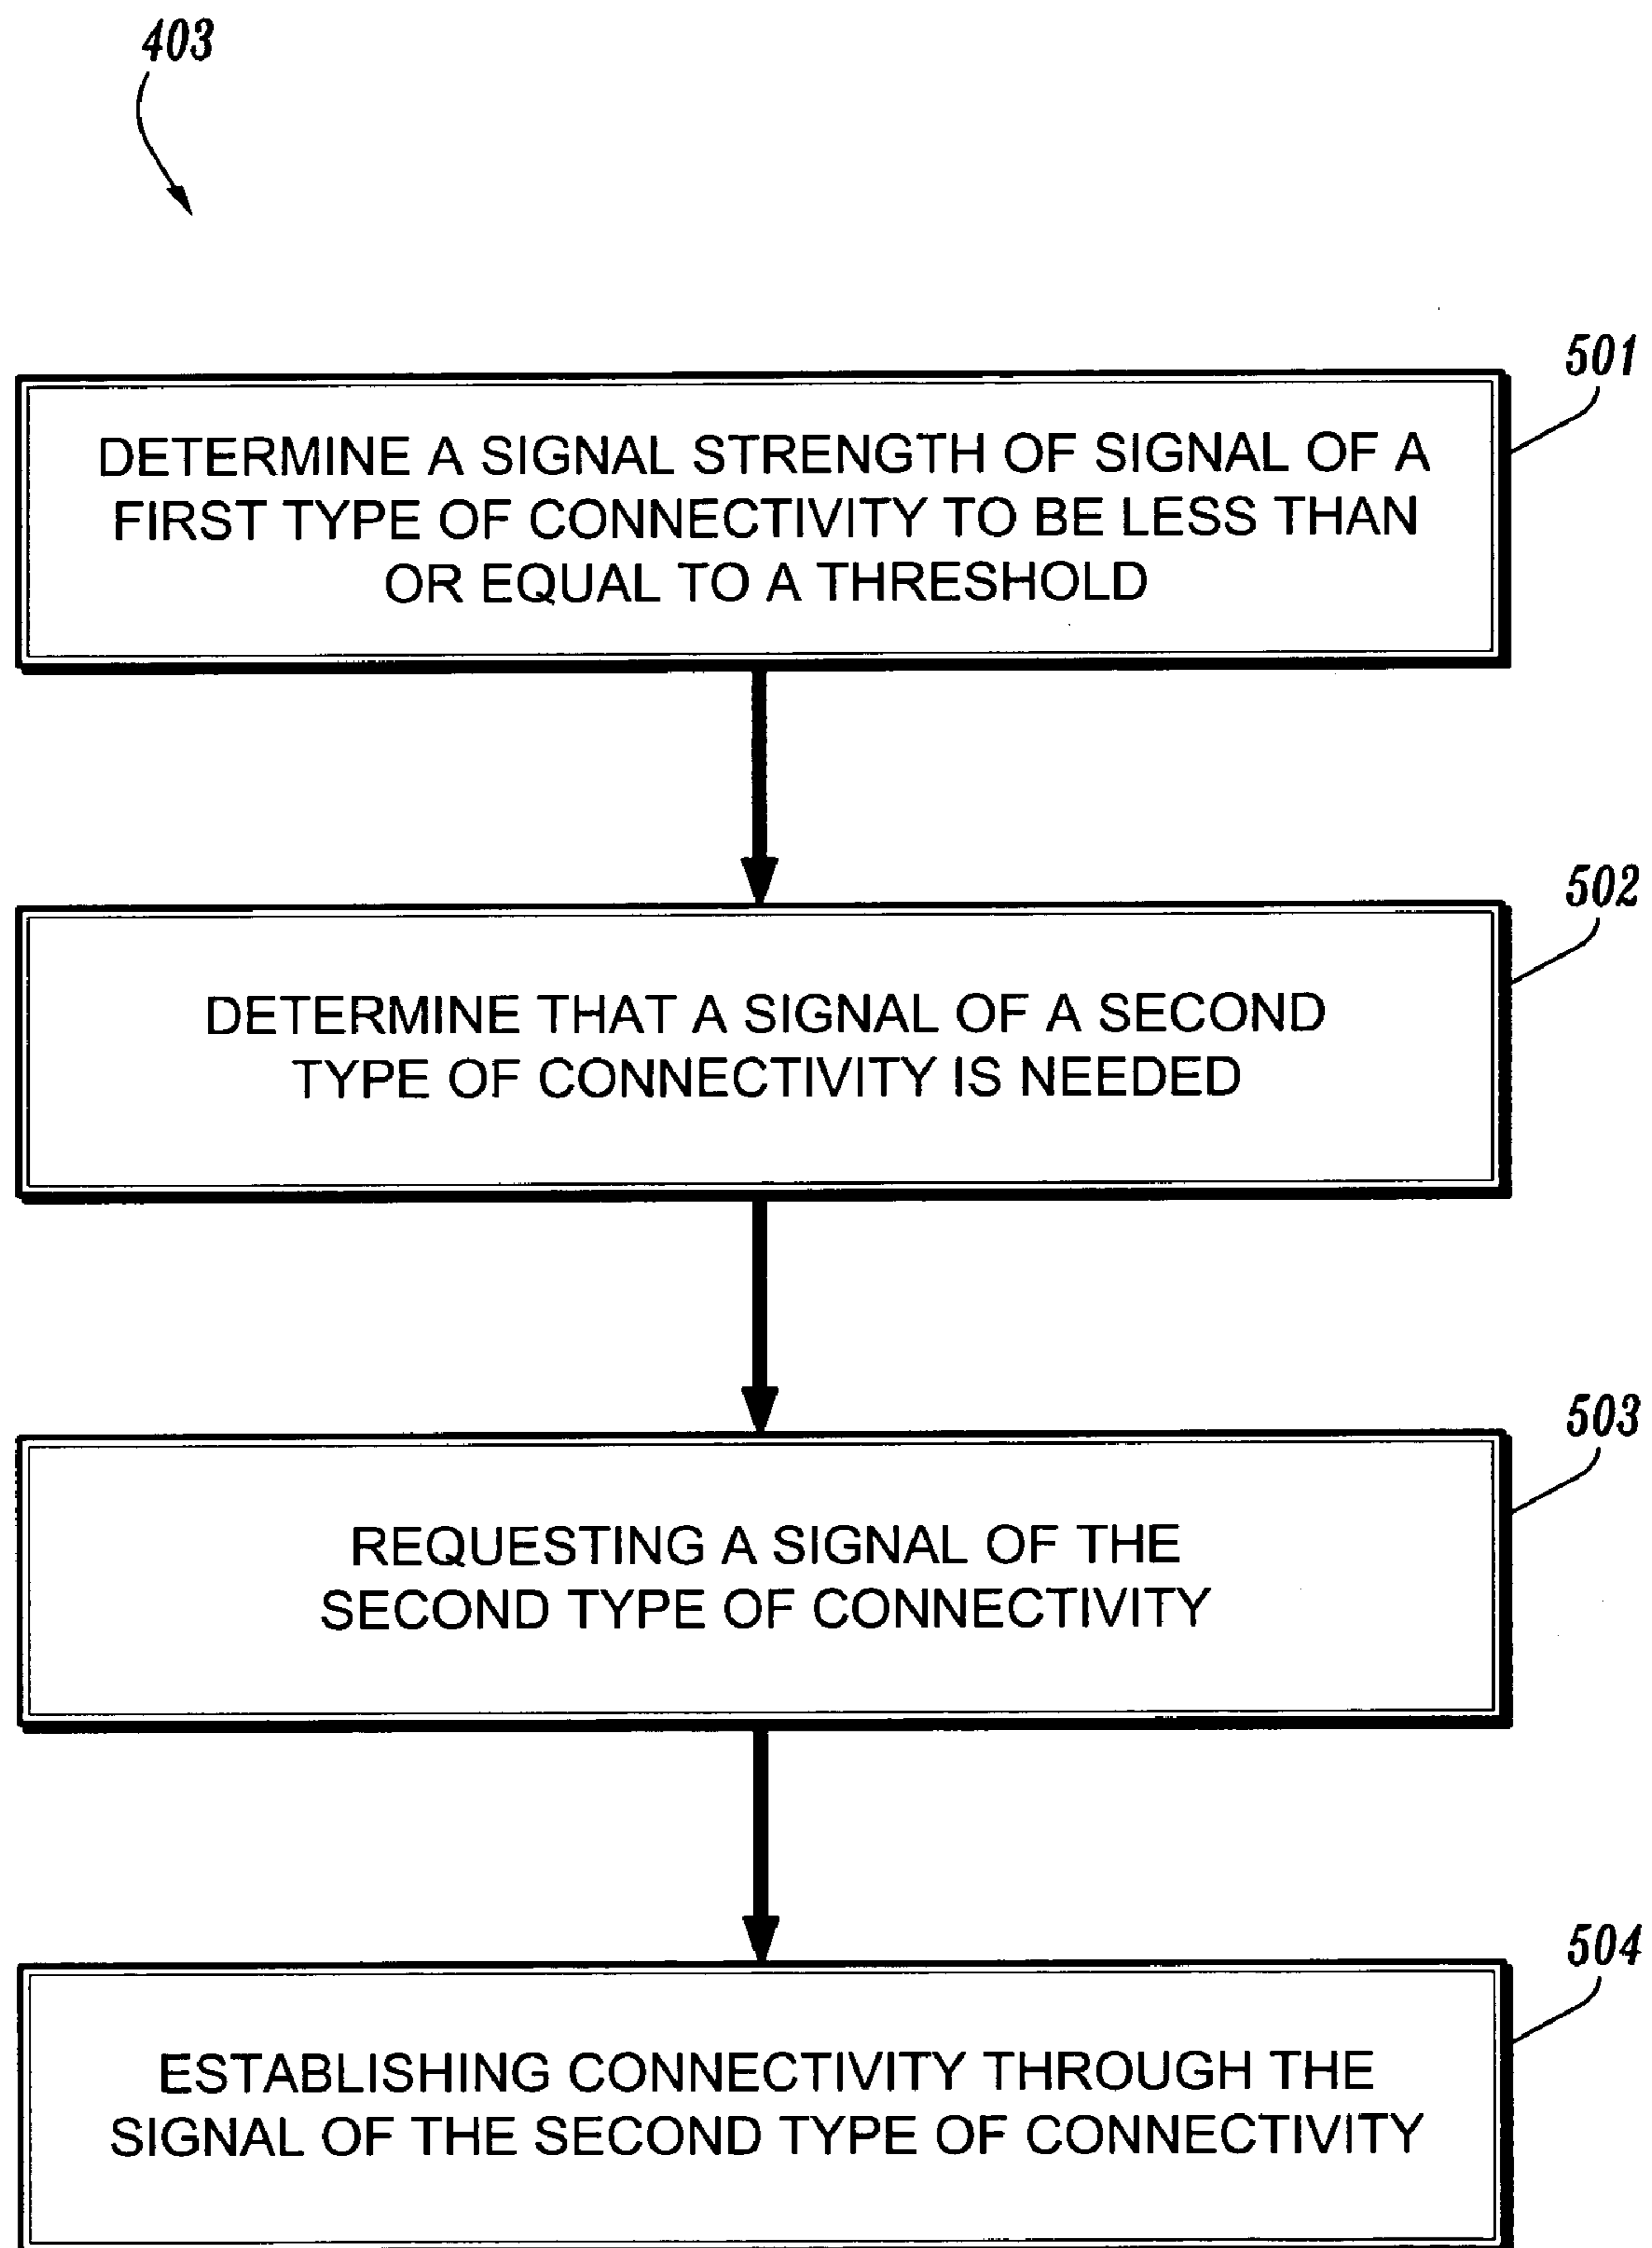 403
501
DETERMINE A SIGNAL STRENGTH OF SIGNAL OF A
FIRST TYPE OF CONNECTIVITY TO BE LESS THAN
OR EQUAL TO A THRESHOLD
502
DETERMINE THAT A SIGNAL OF A SECOND
TYPE OF CONNECTIVITY IS NEEDED
503
REQUESTING A SIGNAL OF THE
SECOND TYPE OF CONNECTIVITY
504
ESTABLISHING CONNECTIVITY THROUGH THE
SIGNAL OF THE SECOND TYPE OF CONNECTIVITY